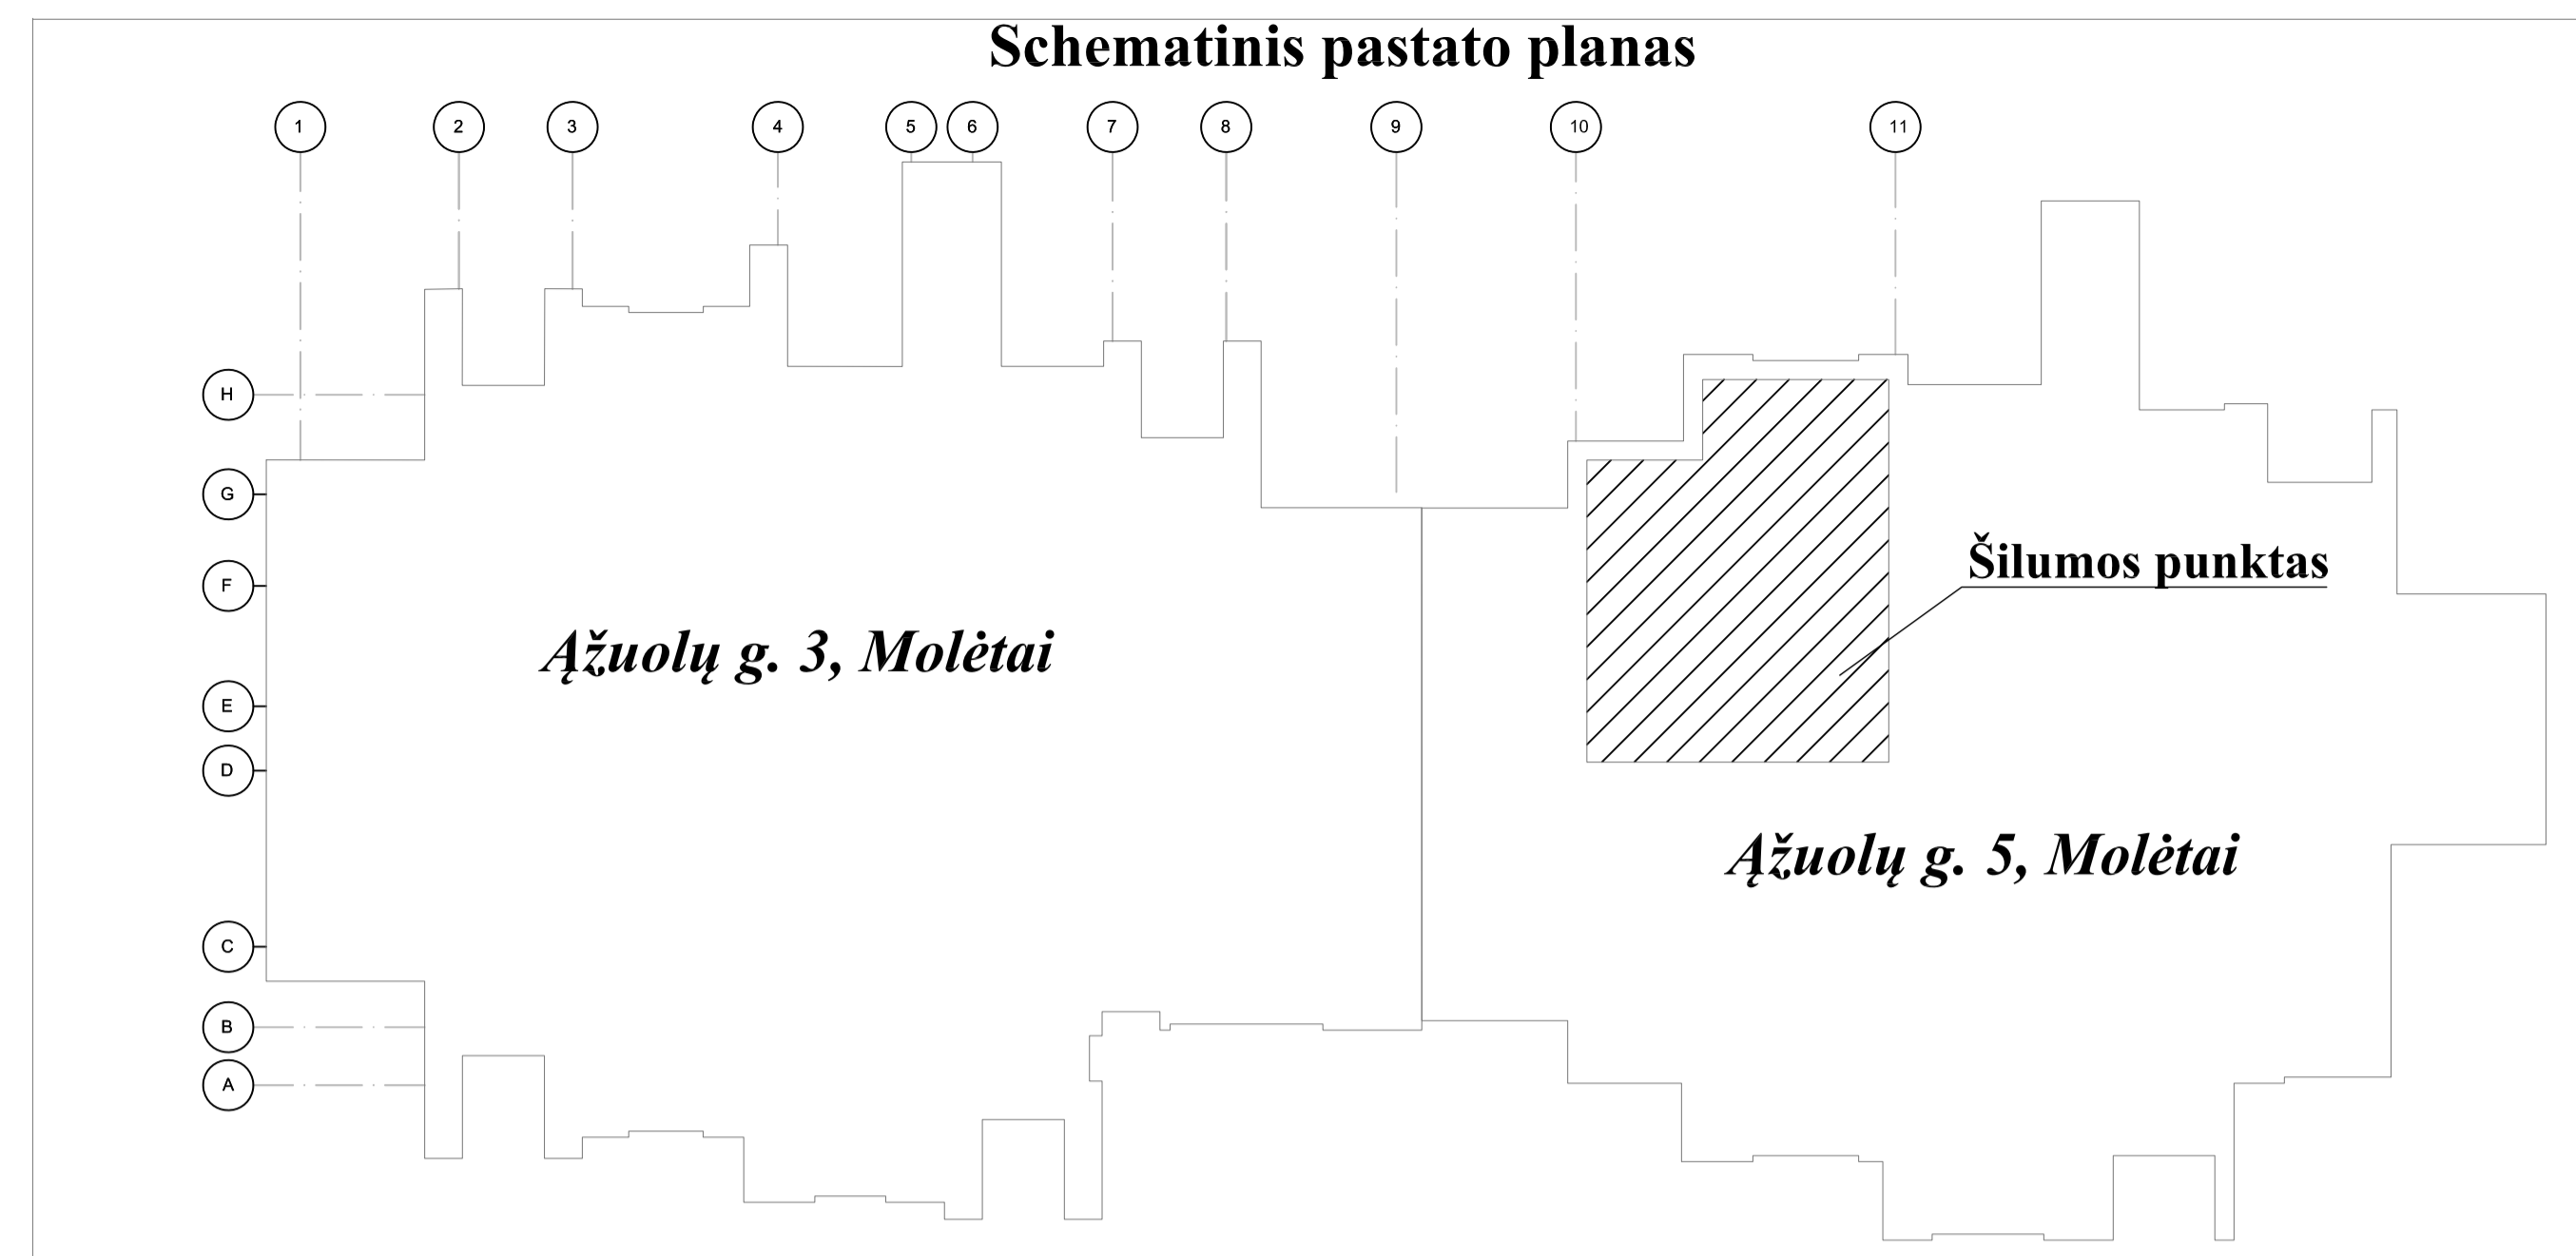 Schematinis pastato planas
1 2 3 4 5 6 7 8 9 10 11
H
G
F
Šilumos punktas
Ąžuolų g. 3, Molėtai
E
D
Ąžuolų g. 5, Molėtai
C
B
A